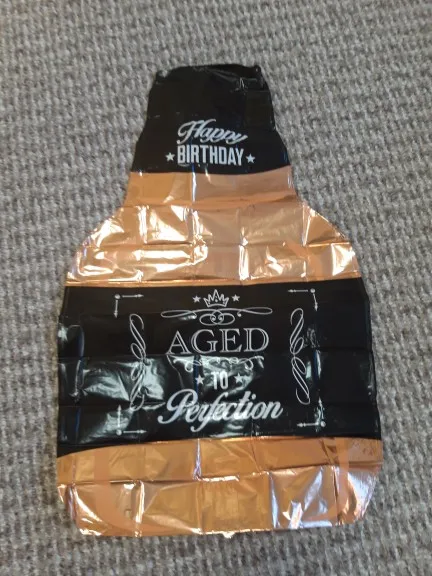 Happy
BIRTHDAY
AGED
TO
Perfection